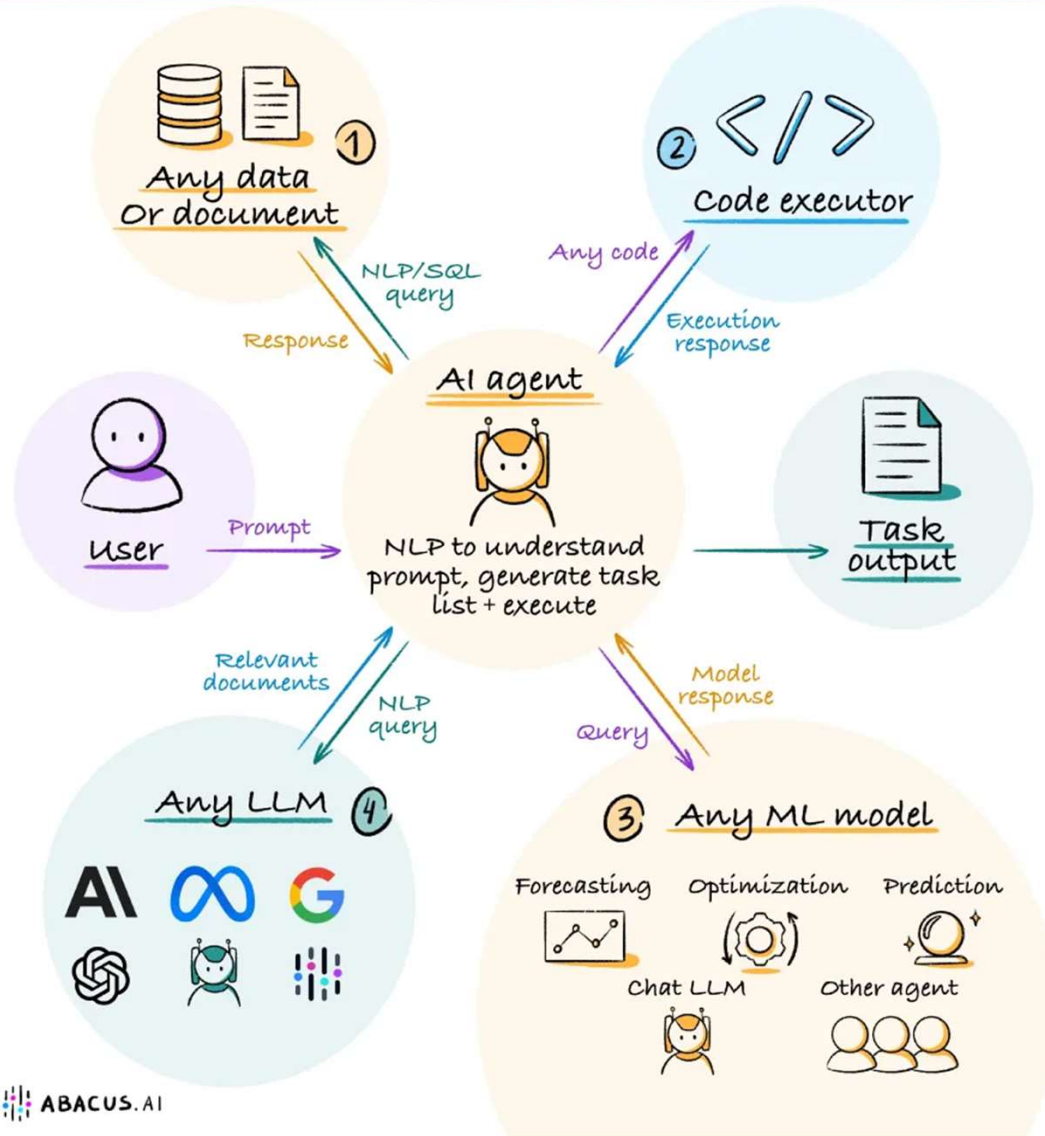 1
Any data
Or document
2
Code executor
NLP/SQL
query
Response
Any code
Execution
response
AI agent
NLP to understand
prompt, generate task
list + execute
User
Prompt
Task
output
Relevant
documents
NLP
query
Model
response
Query
Any LLM
4
3
Any ML model
Forecasting
Optimization
Prediction
Chat LLM
Other agent
ABACUS.AI